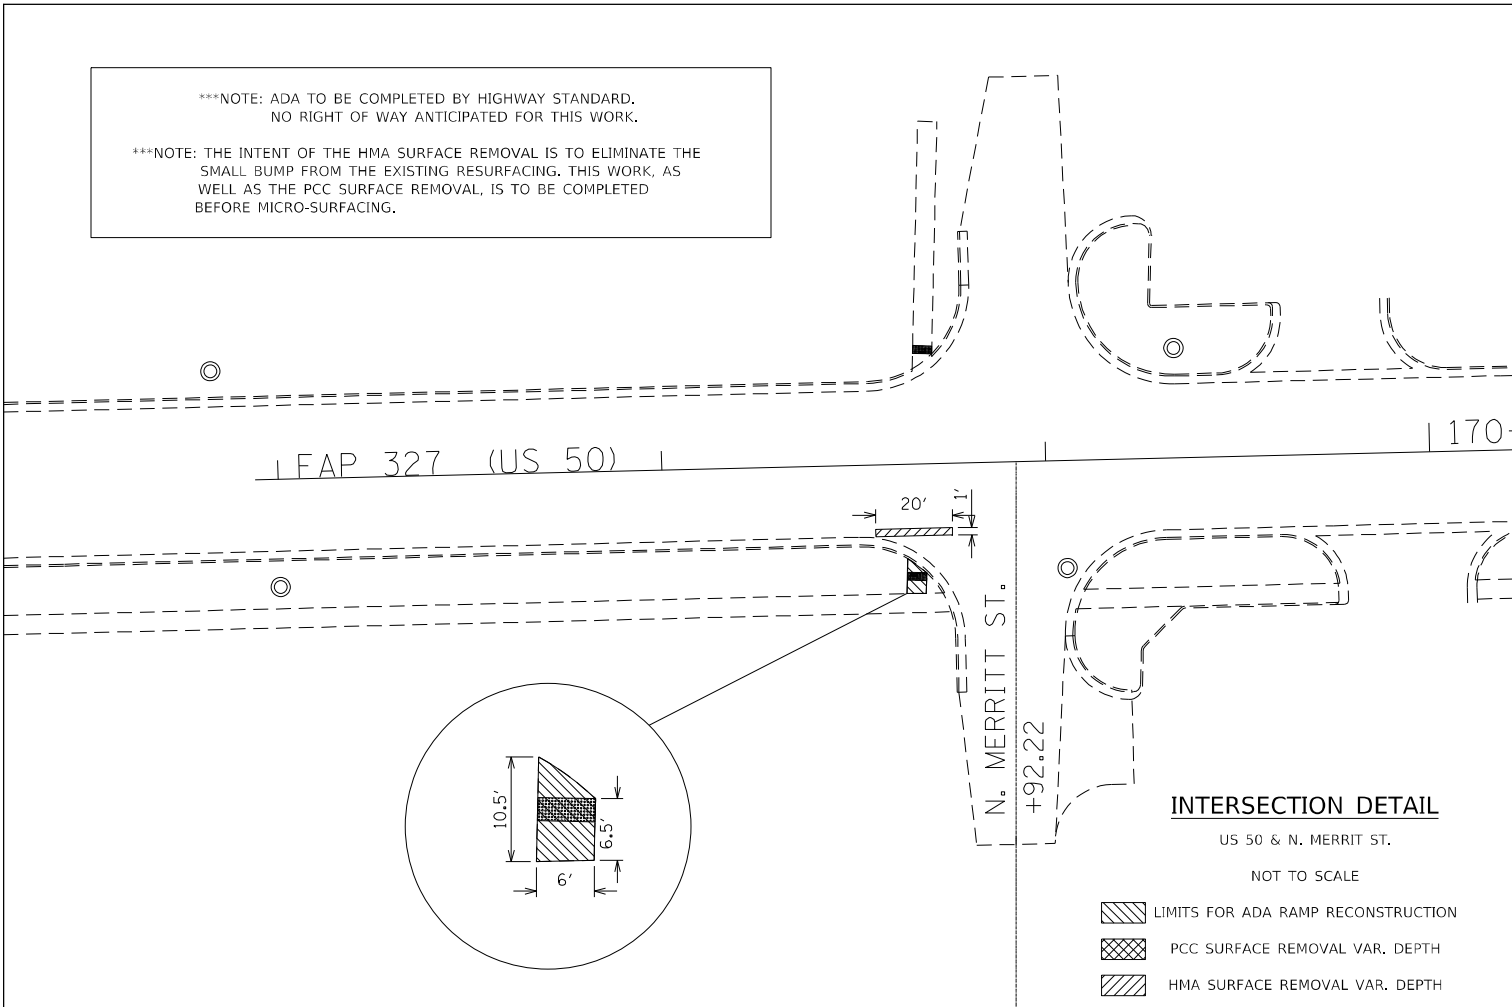 ***NOTE: ADA TO BE COMPLETED BY HIGHWAY STANDARD.
NO RIGHT OF WAY ANTICIPATED FOR THIS WORK.
***NOTE: THE INTENT OF THE HMA SURFACE REMOVAL IS TO ELIMINATE THE
SMALL BUMP FROM THE EXISTING RESURFACING. THIS WORK, AS
WELL AS THE PCC SURFACE REMOVAL, IS TO BE COMPLETED
BEFORE MICRO-SURFACING.
FAP 327 (US 50)
170-
20'
1'
N. MERRITT ST.
+92.22
10.5'
6.5'
6'
INTERSECTION DETAIL
US 50 & N. MERRIT ST.
NOT TO SCALE
LIMITS FOR ADA RAMP RECONSTRUCTION
PCC SURFACE REMOVAL VAR. DEPTH
HMA SURFACE REMOVAL VAR. DEPTH